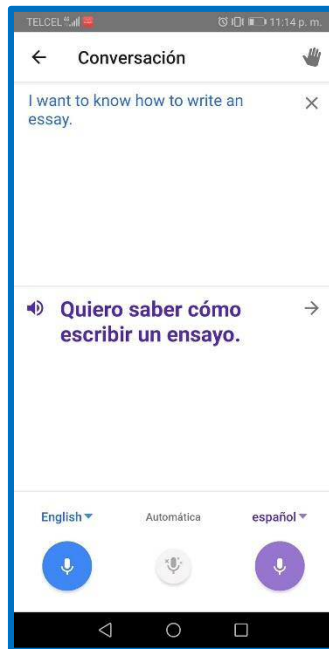 TELCEL 11:14 p. m.
Conversación
I want to know how to write an
essay.
Quiero saber cómo
escribir un ensayo.
English Automática español